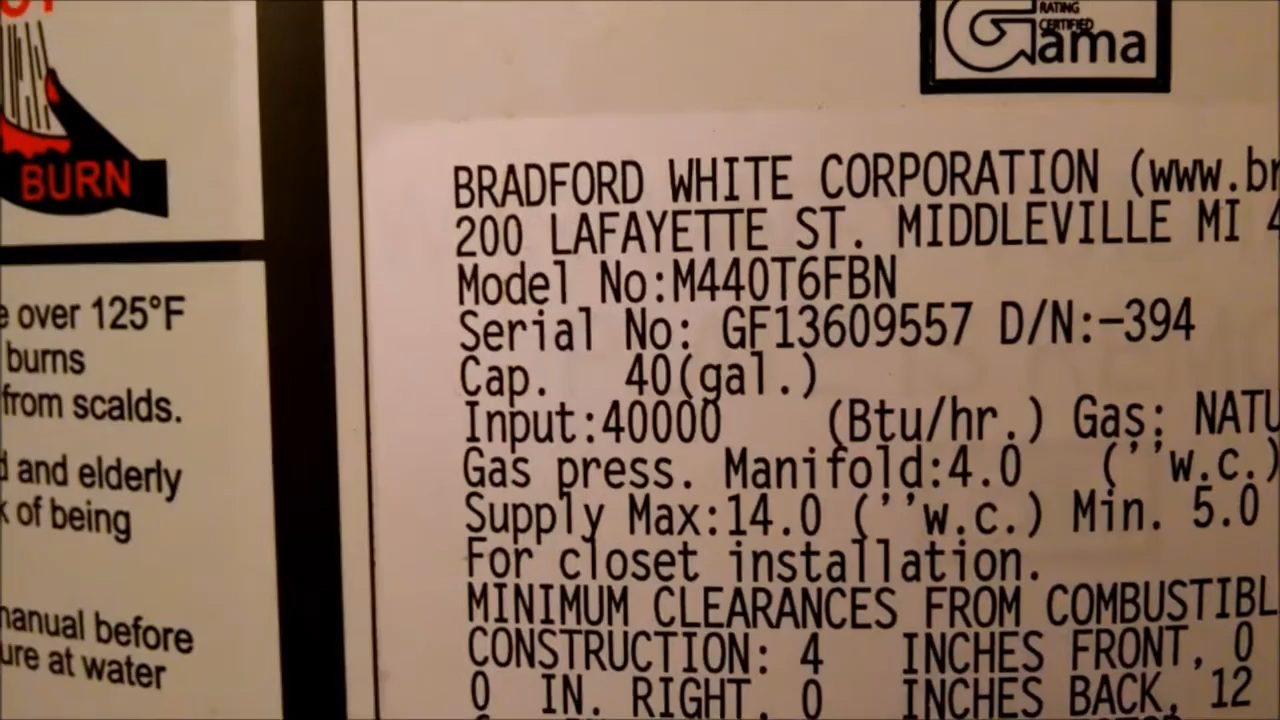 BURN
e over 125°F
burns
from scalds.
d and elderly
of being
manual before
ure at water
RATING
CERTIFIED
Gama
BRADFORD WHITE CORPORATION (www.br
200 LAFAYETTE ST. MIDDLEVILLE MI 4
Model No:M440T6FBN
Serial No: GF13609557 D/N:-394
Cap. 40(gal.)
Input:40000 (Btu/hr.) Gas: NATU
Gas press. Manifold:4.0 (''w.c.)
Supply Max:14.0 (''w.c.) Min. 5.0
For closet installation.
MINIMUM CLEARANCES FROM COMBUSTIBL
CONSTRUCTION: 4 INCHES FRONT, 0
0 IN. RIGHT, 0 INCHES BACK, 12